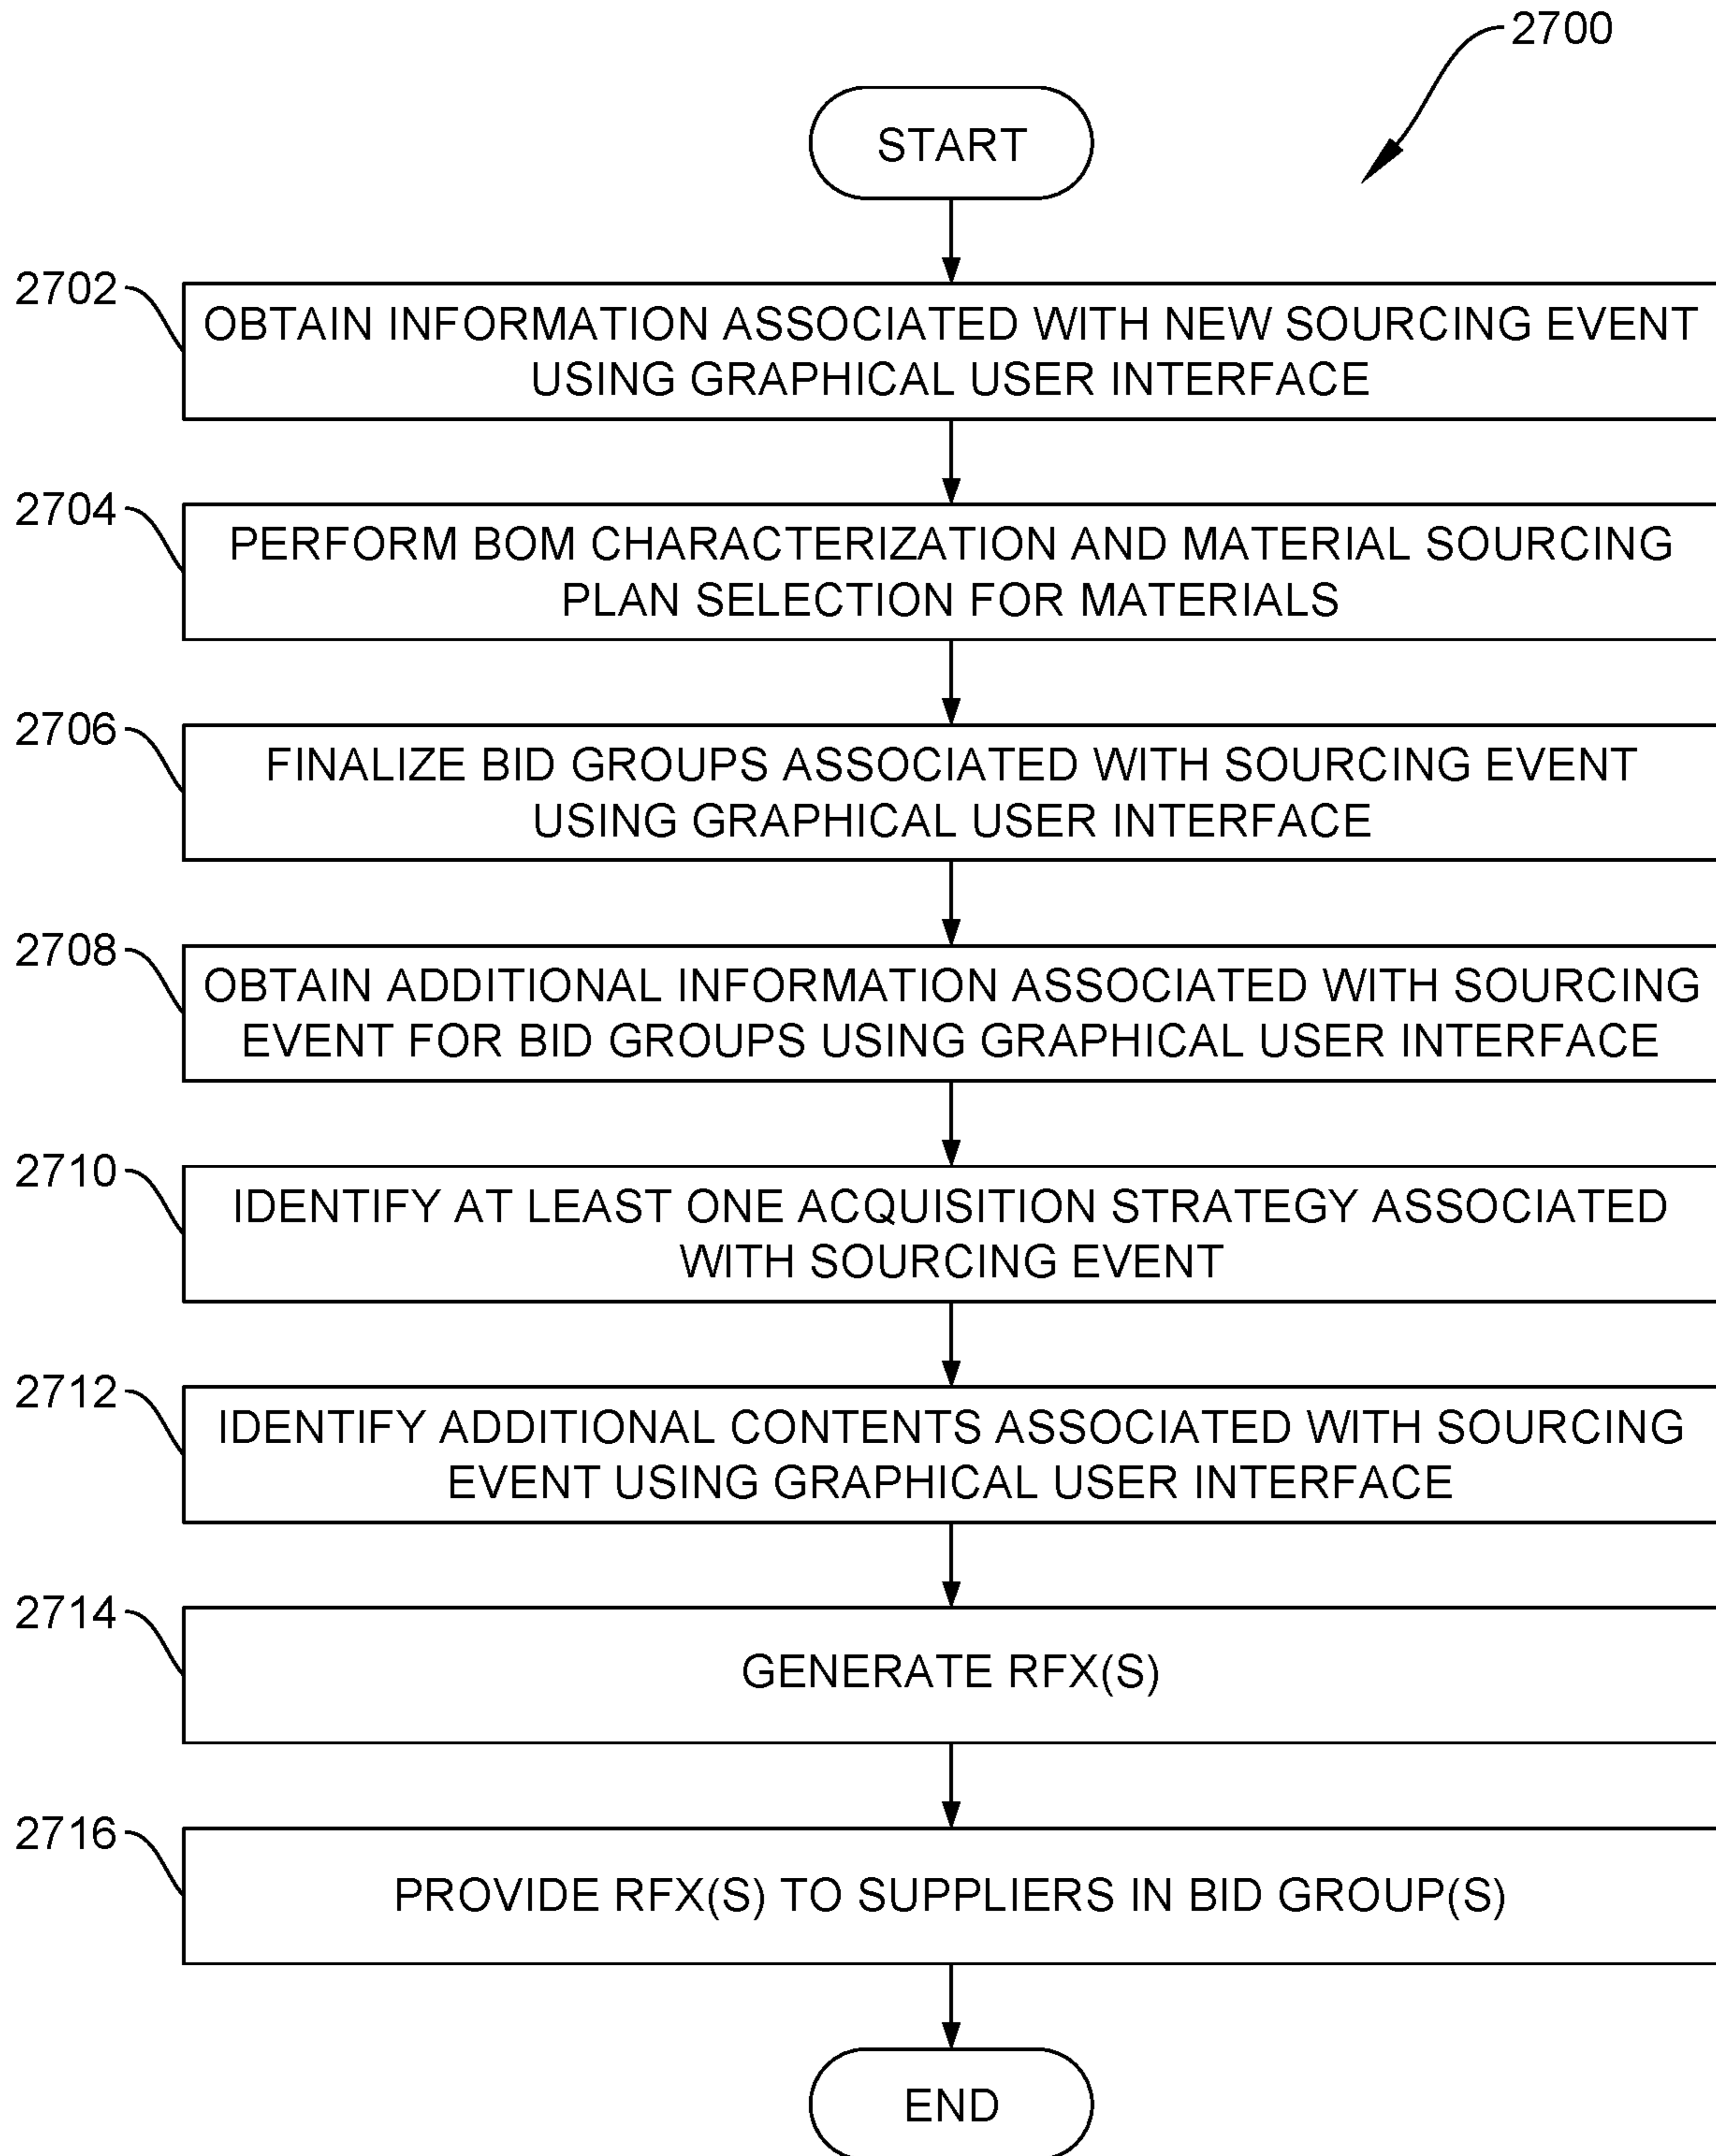 2700
START
2702
OBTAIN INFORMATION ASSOCIATED WITH NEW SOURCING EVENT
USING GRAPHICAL USER INTERFACE
2704
PERFORM BOM CHARACTERIZATION AND MATERIAL SOURCING
PLAN SELECTION FOR MATERIALS
2706
FINALIZE BID GROUPS ASSOCIATED WITH SOURCING EVENT
USING GRAPHICAL USER INTERFACE
2708
OBTAIN ADDITIONAL INFORMATION ASSOCIATED WITH SOURCING
EVENT FOR BID GROUPS USING GRAPHICAL USER INTERFACE
2710
IDENTIFY AT LEAST ONE ACQUISITION STRATEGY ASSOCIATED
WITH SOURCING EVENT
2712
IDENTIFY ADDITIONAL CONTENTS ASSOCIATED WITH SOURCING
EVENT USING GRAPHICAL USER INTERFACE
2714
GENERATE RFX(S)
2716
PROVIDE RFX(S) TO SUPPLIERS IN BID GROUP(S)
END